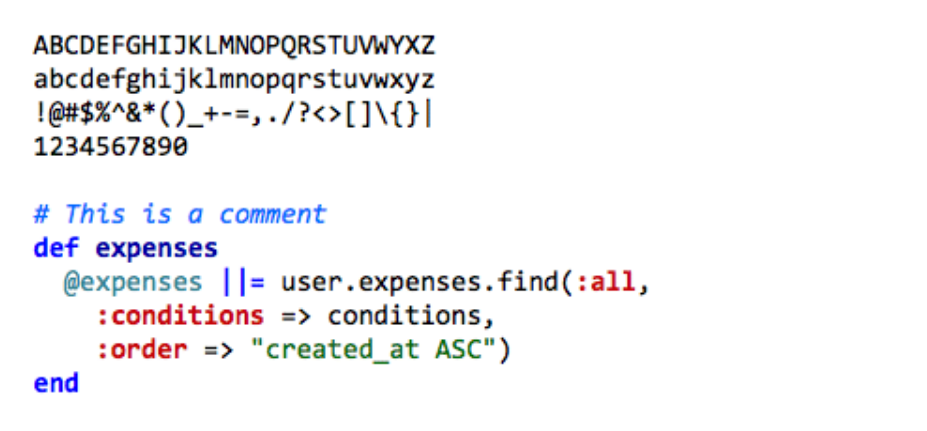 ABCDEFGHIJKLMNOPQRSTUVWYXZ
abcdefghijklmnopqrstuvwxyz
!@#$%^&*()_+-=,./?<>[]\{}|
1234567890

# This is a comment
def expenses
  @expenses ||= user.expenses.find(:all,
    :conditions => conditions,
    :order => "created_at ASC")
end